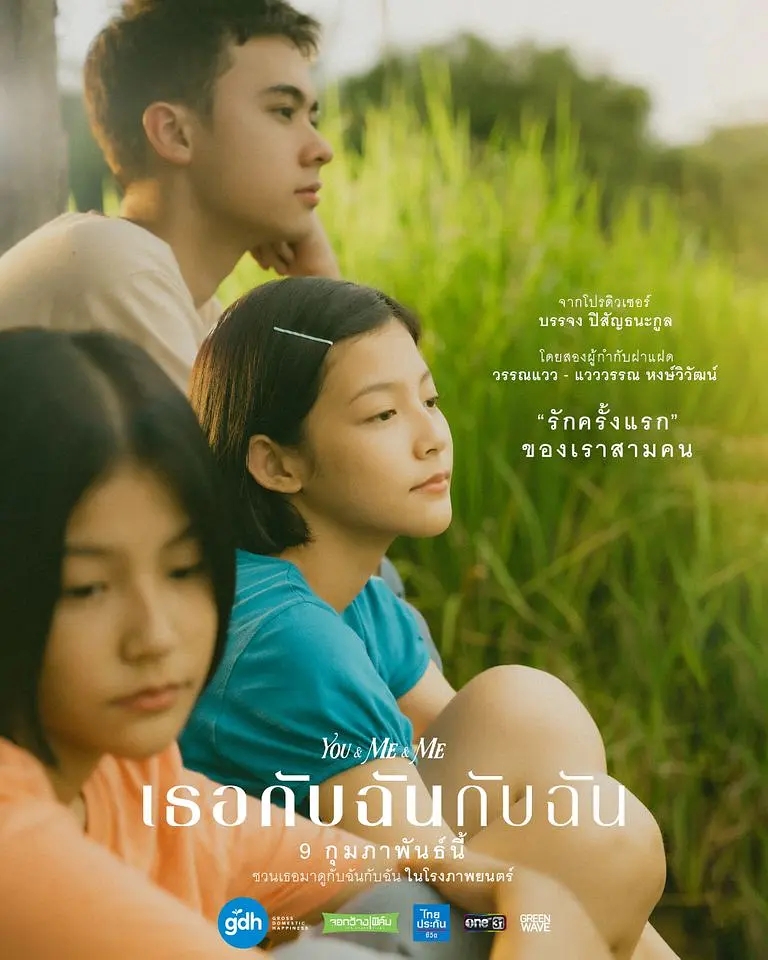 จากโปรดิวเซอร์
บรรจง ปิสัญธนะกูล
โดยสองผู้กำกับฝาแฝด
วรรณแวว - แวววรรณ หงษ์วิวัฒน์
“รักครั้งแรก”
ของเราสามคน
YOU & ME & ME
เธอกับฉันกับฉัน
9 กุมภาพันธ์นี้
ชวนเธอมาดูกับฉันกับฉัน ในโรงภาพยนตร์
gdh GROSS DOMESTIC HAPPINESS
จอกว้างฟิล์ม
ไทยประกันชีวิต
one 31
GREEN WAVE